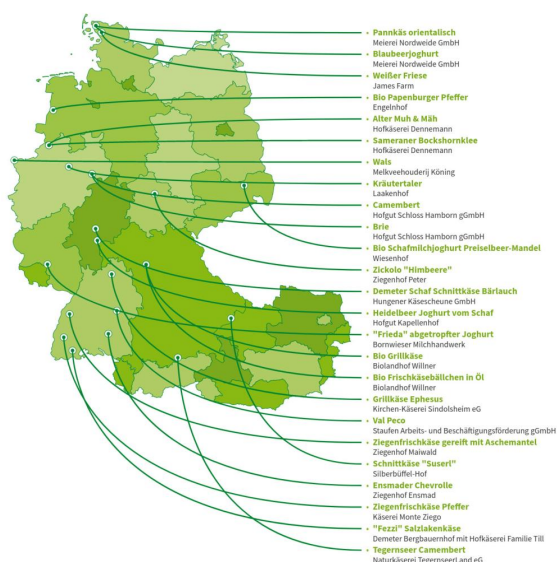 Pannkäs orientalisch
Meierei Nordweide GmbH
Blaubeerjoghurt
Meierei Nordweide GmbH
Weißer Friese
James Farm
Bio Papenburger Pfeffer
Engelnhof
Alter Muh & Mäh
Hofkäserei Dennemann
Sameraner Bockshornklee
Hofkäserei Dennemann
Wals
Melkveehouderij Köning
Kräutertaler
Laakenhof
Camembert
Hofgut Schloss Hamborn gGmbH
Brie
Hofgut Schloss Hamborn gGmbH
Bio Schafmilchjoghurt Preiselbeer-Mandel
Wiesenhof
Zickolo "Himbeere"
Ziegenhof Peter
Demeter Schaf Schnittkäse Bärlauch
Hungener Käsescheune GmbH
Heidelbeer Joghurt vom Schaf
Hofgut Kapellenhof
"Frieda" abgetropfter Joghurt
Bornwieser Milchhandwerk
Bio Grillkäse
Biolandhof Willner
Bio Frischkäsebällchen in Öl
Biolandhof Willner
Grillkäse Ephesus
Kirchen-Käserei Sindolsheim eG
Val Peco
Staufen Arbeits- und Beschäftigungsförderung gGmbH
Ziegenfrischkäse gereift mit Aschemantel
Ziegenhof Maiwald
Schnittkäse "Suserl"
Silberbüffel-Hof
Ensmader Chevrolle
Ziegenhof Ensmad
Ziegenfrischkäse Pfeffer
Käserei Monte Ziego
"Fezzi" Salzlakenkäse
Demeter Bergbauernhof mit Hofkäserei Familie Till
Tegernseer Camembert
Naturkäserei TegernseerLand eG